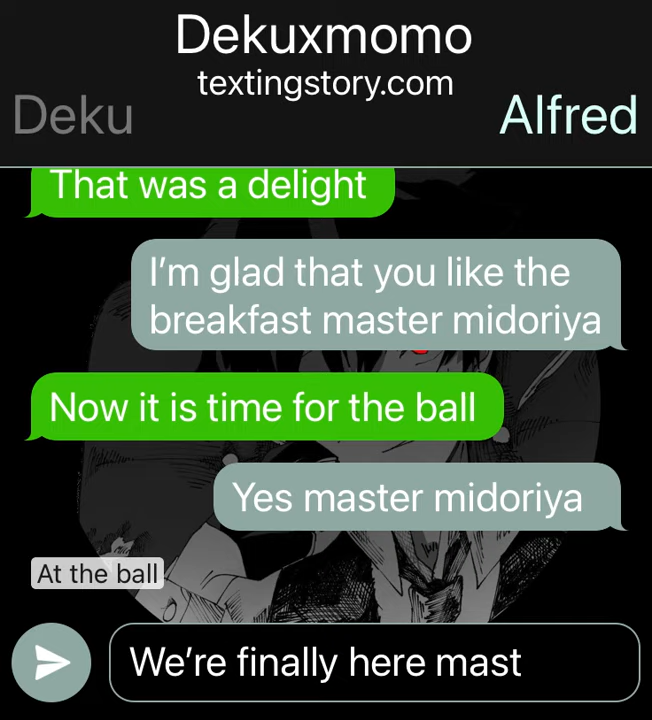 Dekuxmomo
textingstory.com
Deku
Alfred
That was a delight
I'm glad that you like the
breakfast master midoriya
Now it is time for the ball
Yes master midoriya
At the ball
We're finally here mast